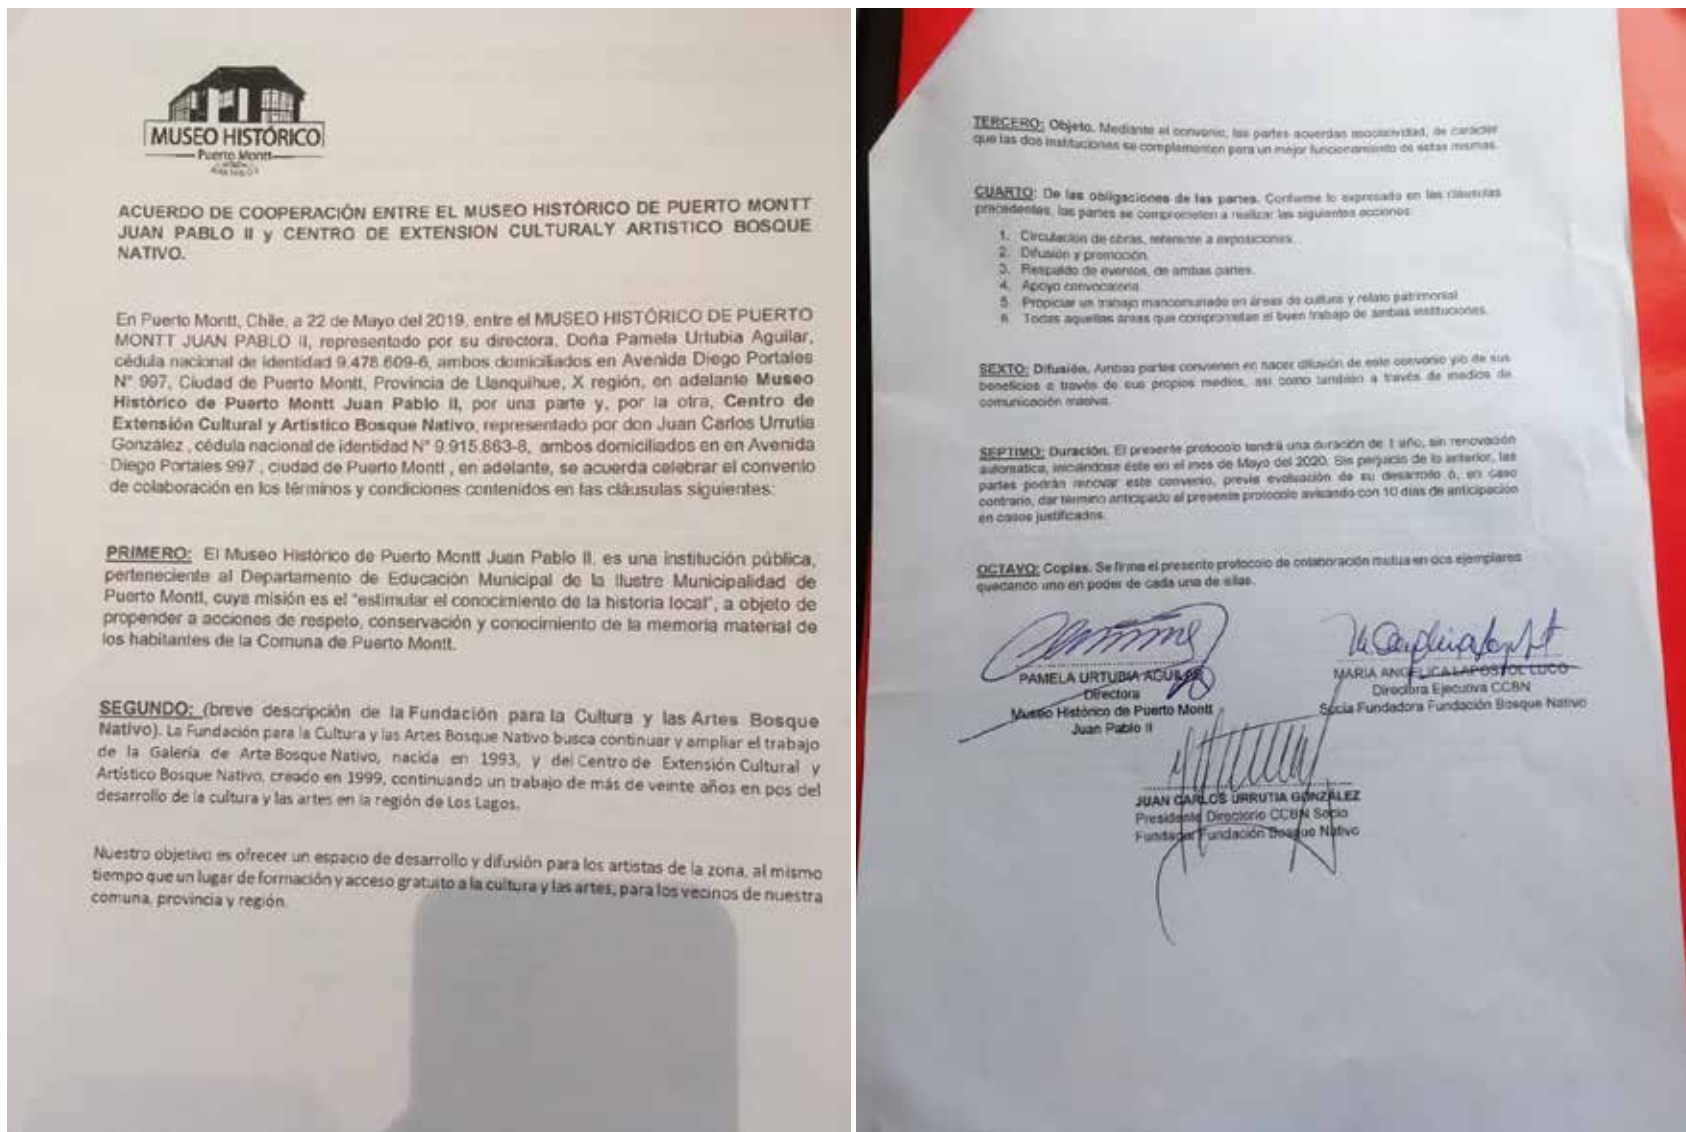 MUSEO HISTÓRICO
Puerto Montt
ACUERDO DE COOPERACIÓN ENTRE EL MUSEO HISTÓRICO DE PUERTO MONTT
JUAN PABLO II y CENTRO DE EXTENSION CULTURALY ARTISTICO BOSQUE
NATIVO.
En Puerto Montt, Chile, a 22 de Mayo del 2019, entre el MUSEO HISTÓRICO DE PUERTO
MONTT JUAN PABLO II, representado por su directora, Doña Pamela Urtubia Aguilar,
cédula nacional de identidad 9.478.609-6, ambos domiciliados en Avenida Diego Portales
N° 997, Ciudad de Puerto Montt, Provincia de Llanquihue, X región, en adelante Museo
Histórico de Puerto Montt Juan Pablo II, por una parte y, por la otra, Centro de
Extensión Cultural y Artístico Bosque Nativo, representado por don Juan Carlos Urrutia
González , cédula nacional de identidad N° 9.915.863-8, ambos domiciliados en en Avenida
Diego Portales 997 , ciudad de Puerto Montt , en adelante, se acuerda celebrar el convenio
de colaboración en los términos y condiciones contenidos en las cláusulas siguientes:
PRIMERO: El Museo Histórico de Puerto Montt Juan Pablo II, es una institución pública,
perteneciente al Departamento de Educación Municipal de la Ilustre Municipalidad de
Puerto Montt, cuya misión es el "estimular el conocimiento de la historia local", a objeto de
propender a acciones de respeto, conservación y conocimiento de la memoria material de
los habitantes de la Comuna de Puerto Montt.
SEGUNDO: (breve descripción de la Fundación para la Cultura y las Artes Bosque
Nativo). La Fundación para la Cultura y las Artes Bosque Nativo busca continuar y ampliar el trabajo
de la Galería de Arte Bosque Nativo, nacida en 1993, y del Centro de Extensión Cultural y
Artístico Bosque Nativo, creado en 1999, continuando un trabajo de más de veinte años en pos del
desarrollo de la cultura y las artes en la región de Los Lagos.
Nuestro objetivo es ofrecer un espacio de desarrollo y difusión para los artistas de la zona, al mismo
tiempo que un lugar de formación y acceso gratuito a la cultura y las artes, para los vecinos de nuestra
comuna, provincia y región.
TERCERO: Objeto. Mediante el convenio, las partes acuerdas asociatividad, de carácter
que las dos instituciones se complementen para un mejor funcionamiento de estas mismas.
CUARTO: De las obligaciones de las partes. Conforme lo expresado en las cláusulas
precedentes, las partes se comprometen a realizar las siguientes acciones:
1. Circulación de obras, referente a exposiciones.
2. Difusión y promoción.
3. Respaldo de eventos, de ambas partes.
4. Apoyo convocatoria
5. Propiciar un trabajo mancomunado en áreas de cultura y relato patrimonial
6. Todas aquellas áreas que comprometan el buen trabajo de ambas instituciones.
SEXTO: Difusión. Ambas partes convienen en hacer difusión de este convenio y/o de sus
beneficios a través de sus propios medios, así como también a través de medios de
comunicación masiva.
SEPTIMO: Duración. El presente protocolo tendrá una duración de 1 año, sin renovación
automática, iniciándose éste en el mes de Mayo del 2020. Sin perjuicio de lo anterior, las
partes podrán renovar este convenio, previa evaluación de su desarrollo o, en caso
contrario, dar termino anticipado al presente protocolo avisando con 10 días de anticipación
en casos justificados.
OCTAVO: Copias. Se firma el presente protocolo de colaboración mutua en dos ejemplares
quedando uno en poder de cada una de ellas.
PAMELA URTUBIA AGUILAR
Directora
Museo Histórico de Puerto Montt
Juan Pablo II
MARIA ANGELICA LAPOSTOL LUCO
Directora Ejecutiva CCBN
Socia Fundadora Fundación Bosque Nativo
JUAN CARLOS URRUTIA GONZÁLEZ
Presidente Directorio CCBN Socio
Fundador Fundación Bosque Nativo